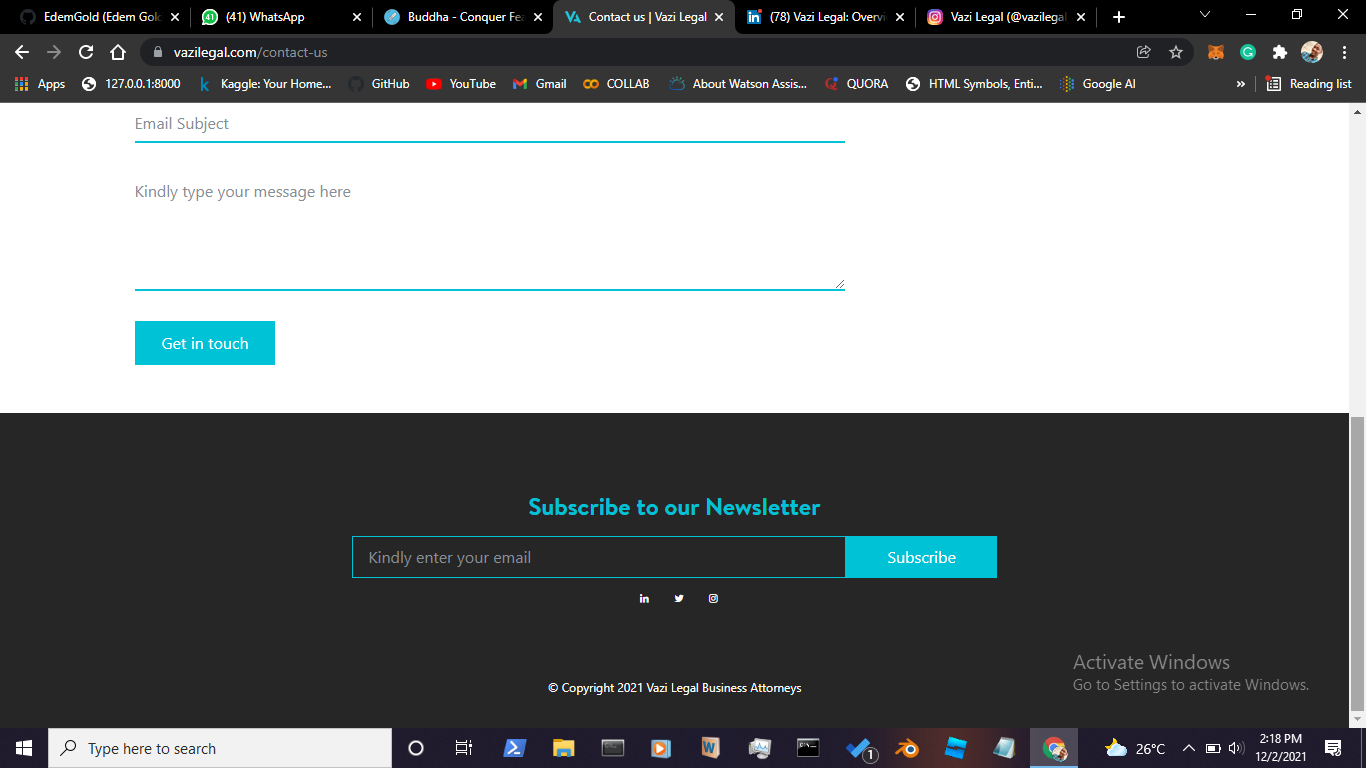 EdemGold (Edem Gol
(41) WhatsApp
Buddha - Conquer Fea
Contact us | Vazi Legal
(78) Vazi Legal: Overvi
Vazi Legal (@vazilegal
vazilegal.com/contact-us
Apps
127.0.0.1:8000
Kaggle: Your Home...
GitHub
YouTube
Gmail
COLLAB
About Watson Assis...
QUORA
HTML Symbols, Enti...
Google AI
»
Reading list
Email Subject
Kindly type your message here
Get in touch
Subscribe to our Newsletter
Kindly enter your email
Subscribe
© Copyright 2021 Vazi Legal Business Attorneys
Activate Windows
Go to Settings to activate Windows.
Type here to search
1
26°C
2:18 PM
12/2/2021